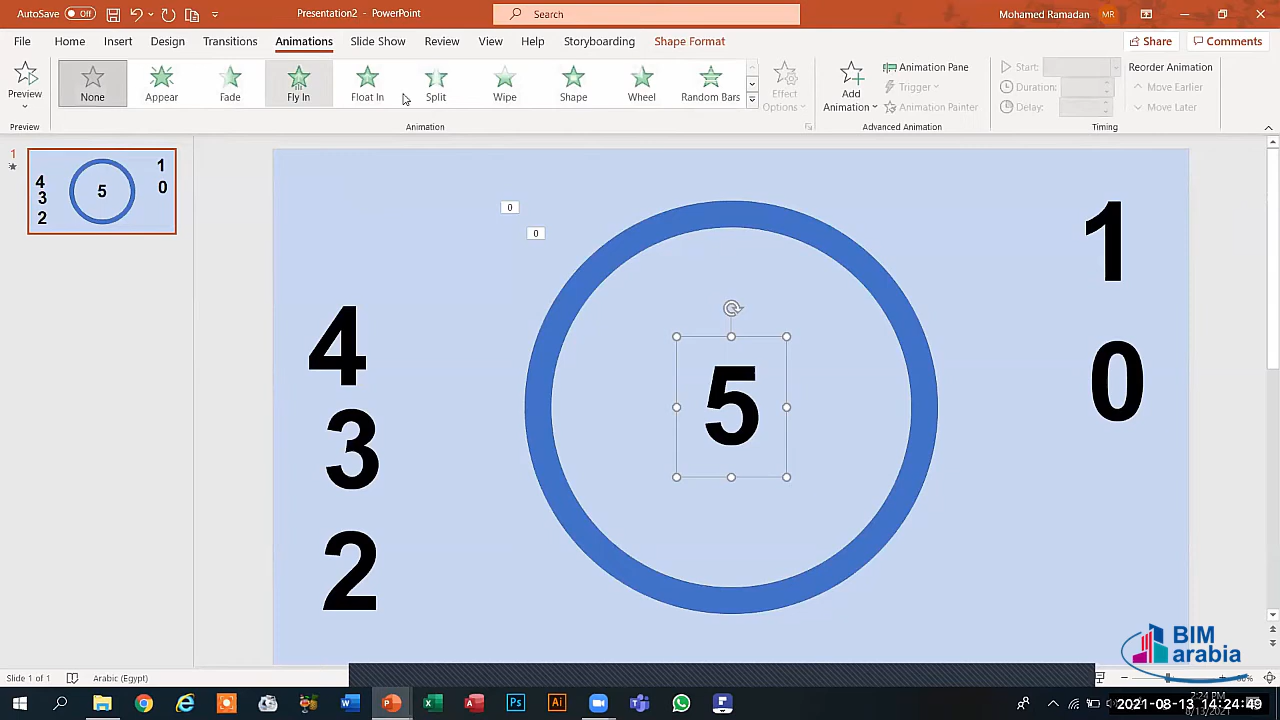 AutoSave Off
Presentation2 - PowerPoint
Search
Mohamed Ramadan MR
File Home Insert Design Transitions Animations Slide Show Review View Help Storyboarding Shape Format
Share Comments
Preview
None Appear Fade Fly In Float In Split Wipe Shape Wheel Random Bars
Effect Options
Add Animation
Animation Pane
Trigger
Animation Painter
Start:
Duration:
Delay:
Reorder Animation
Move Earlier
Move Later
Preview Animation Advanced Animation Timing
1
4
3
2
5
1
0
0
0
4
3
2
5
1
0
BIM
arabia
Slide 1 of 1 Arabic (Egypt)
2021-08-13 14:24:49